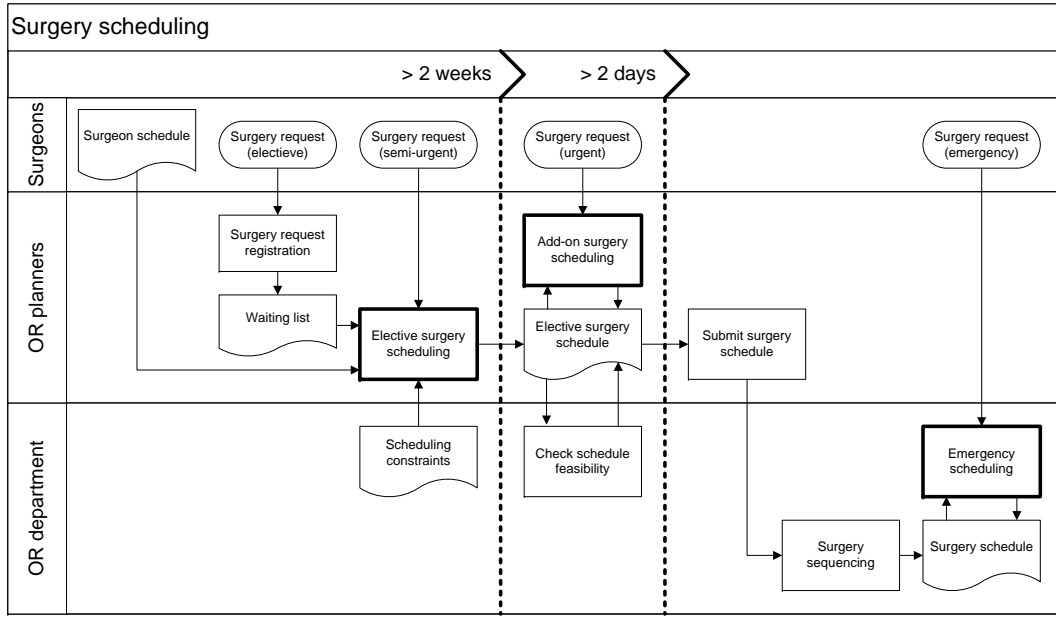 Surgery scheduling
> 2 weeks
> 2 days
Surgeons
Surgeon schedule
Surgery request
(electieve)
Surgery request
(semi-urgent)
Surgery request
(urgent)
Surgery request
(emergency)
OR planners
Surgery request
registration
Waiting list
Elective surgery
scheduling
Add-on surgery
scheduling
Elective surgery
schedule
Submit surgery
schedule
OR department
Scheduling
constraints
Check schedule
feasibility
Emergency
scheduling
Surgery
sequencing
Surgery schedule